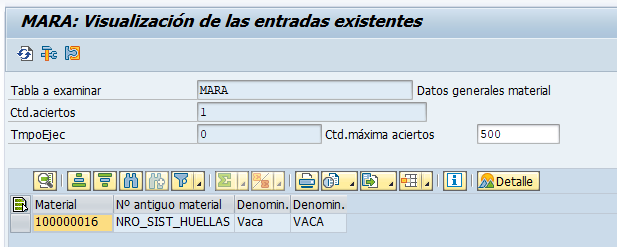 MARA: Visualización de las entradas existentes
Tabla a examinar MARA Datos generales material
Ctd.aciertos 1
TmpoEjec 0 Ctd.máxima aciertos 500
Detalle
Material Nº antiguo material Denomin. Denomin.
100000016 NRO_SIST_HUELLAS Vaca VACA